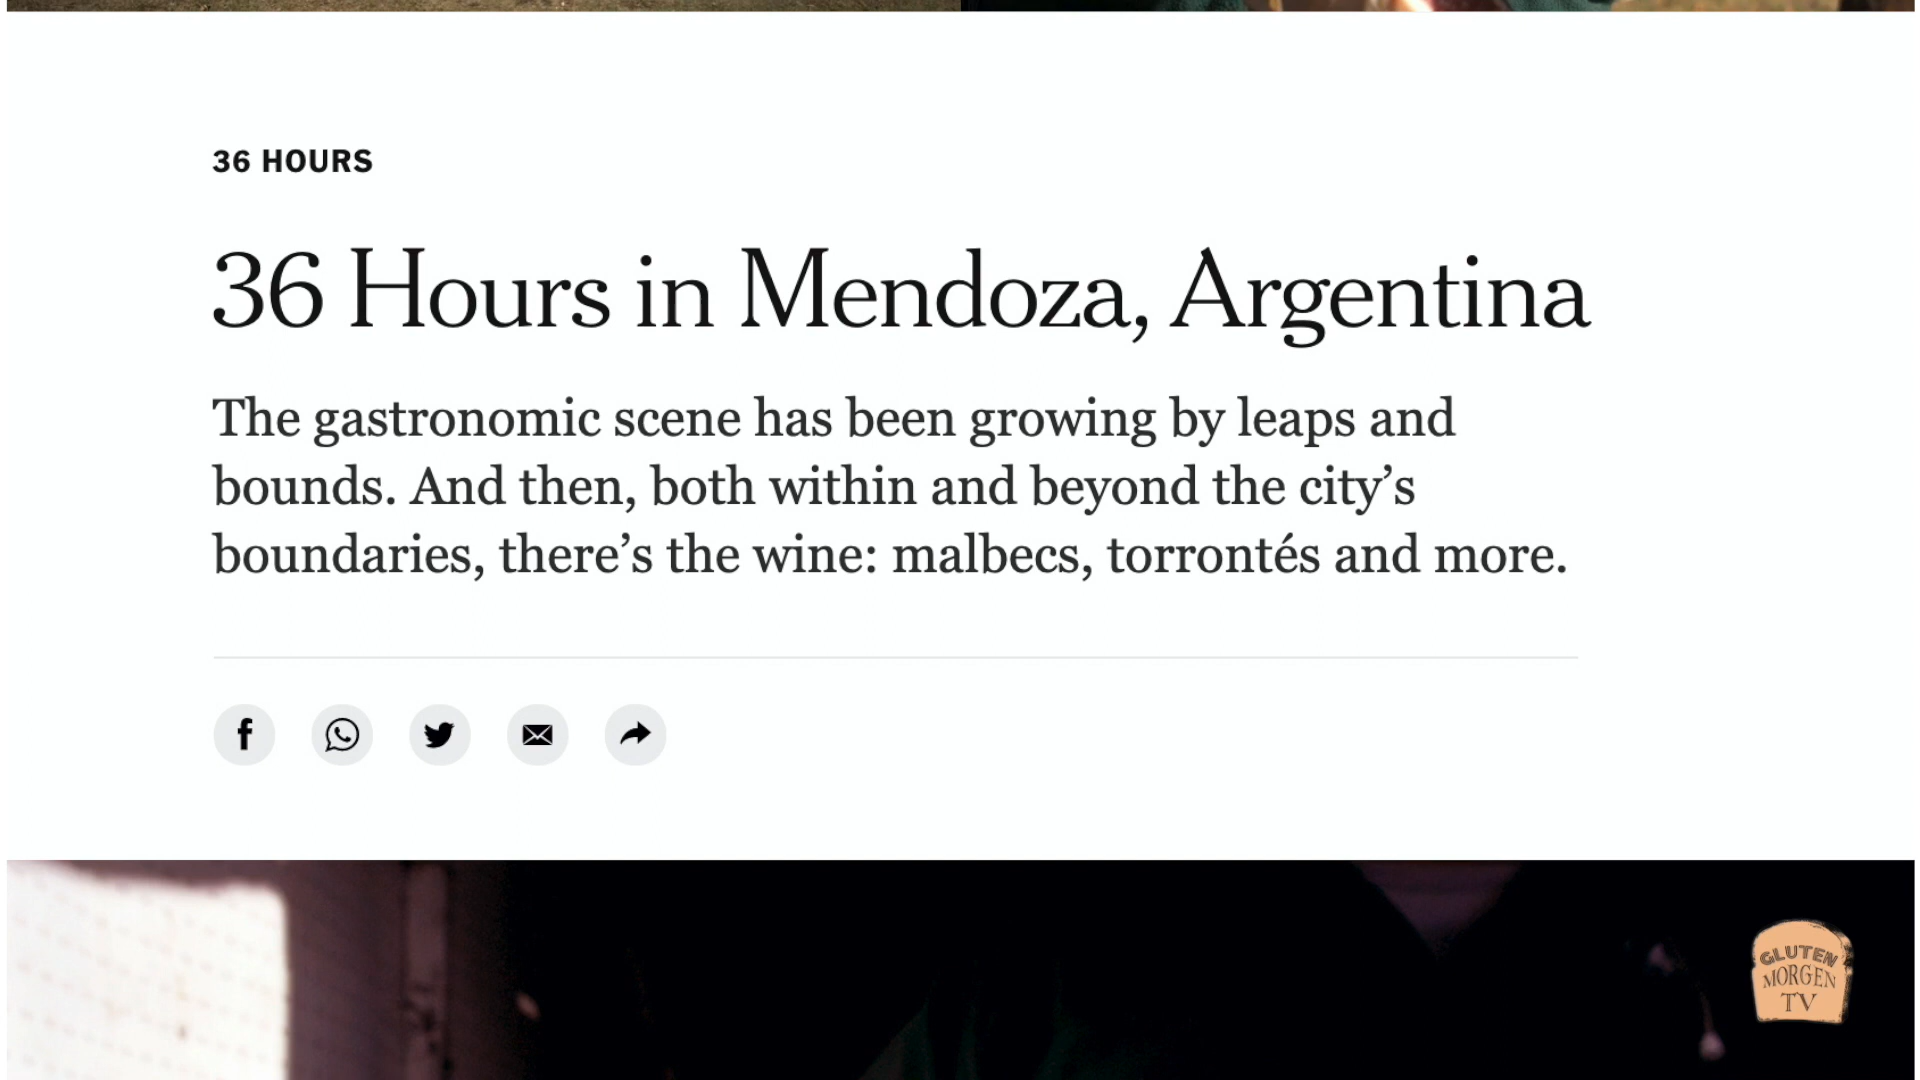 36 HOURS
36 Hours in Mendoza, Argentina
The gastronomic scene has been growing by leaps and
bounds. And then, both within and beyond the city’s
boundaries, there’s the wine: malbecs, torrontés and more.
GLUTEN
MORGEN
TV